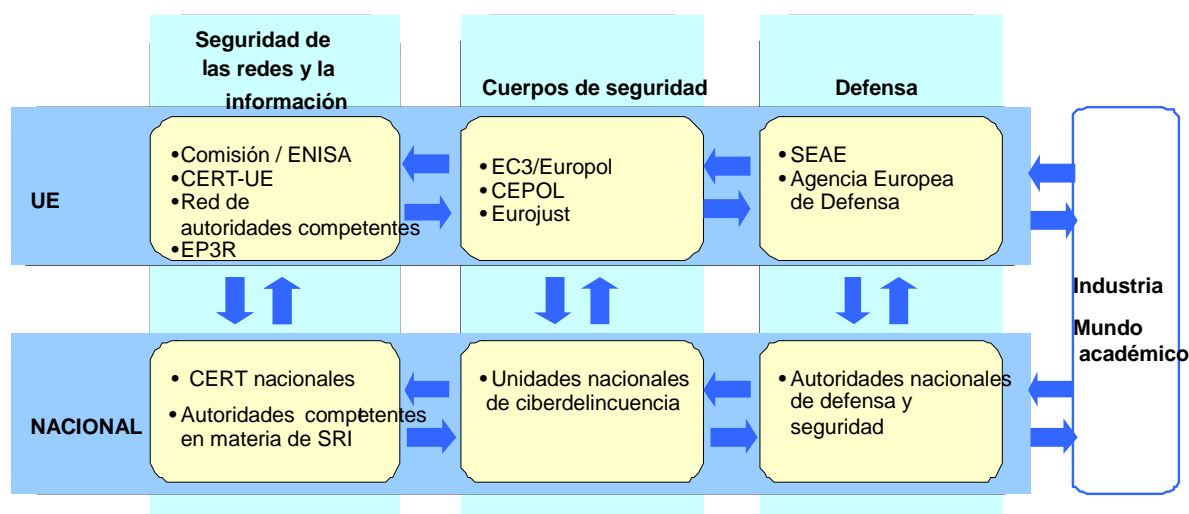 Seguridad de
las redes y la
información
Cuerpos de seguridad
Defensa
UE
•Comisión / ENISA
•CERT-UE
•Red de
autoridades competentes
•EP3R
•EC3/Europol
•CEPOL
•Eurojust
•SEAE
•Agencia Europea
de Defensa
Industria
Mundo
académico
NACIONAL
• CERT nacionales
•Autoridades competentes
en materia de SRI
•Unidades nacionales
de ciberdelincuencia
•Autoridades nacionales
de defensa y
seguridad